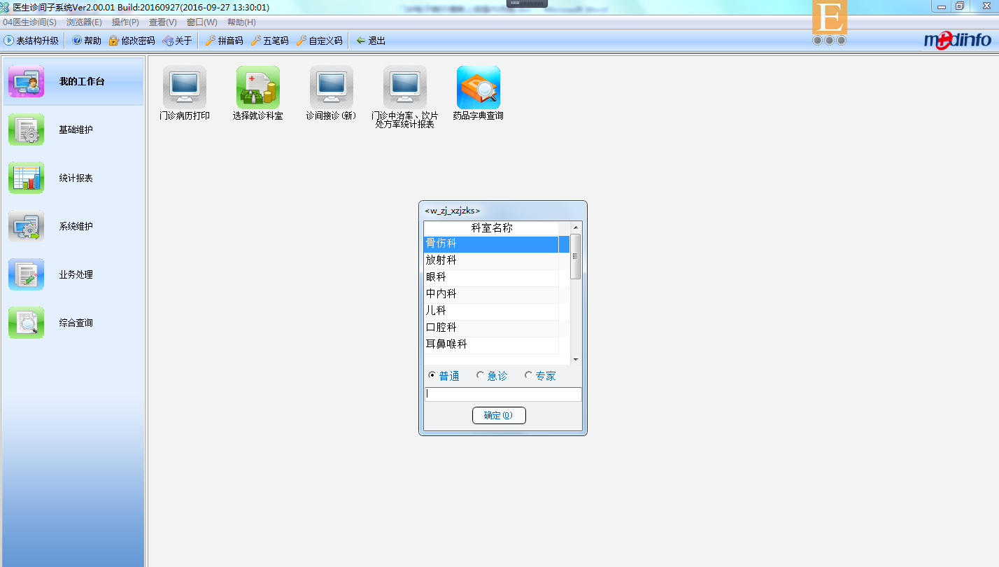 医生诊间子系统Ver2.00.01 Build:20160927(2016-09-27 13:30:01)
04医生诊间(S) 浏览器(E) 操作(P) 查看(V) 窗口(W) 帮助(H)
表结构升级 帮助 修改密码 关于 拼音码 五笔码 自定义码 退出
E
medinfo
我的工作台
基础维护
统计报表
系统维护
业务处理
综合查询
门诊病历打印 选择就诊科室 诊间接诊(新) 门诊中治率、饮片 药品字典查询
处方率统计报表
<w_zj_xzjzks>
科室名称
骨伤科
放射科
眼科
中内科
儿科
口腔科
耳鼻喉科
普通 急诊 专家
确定(Q)